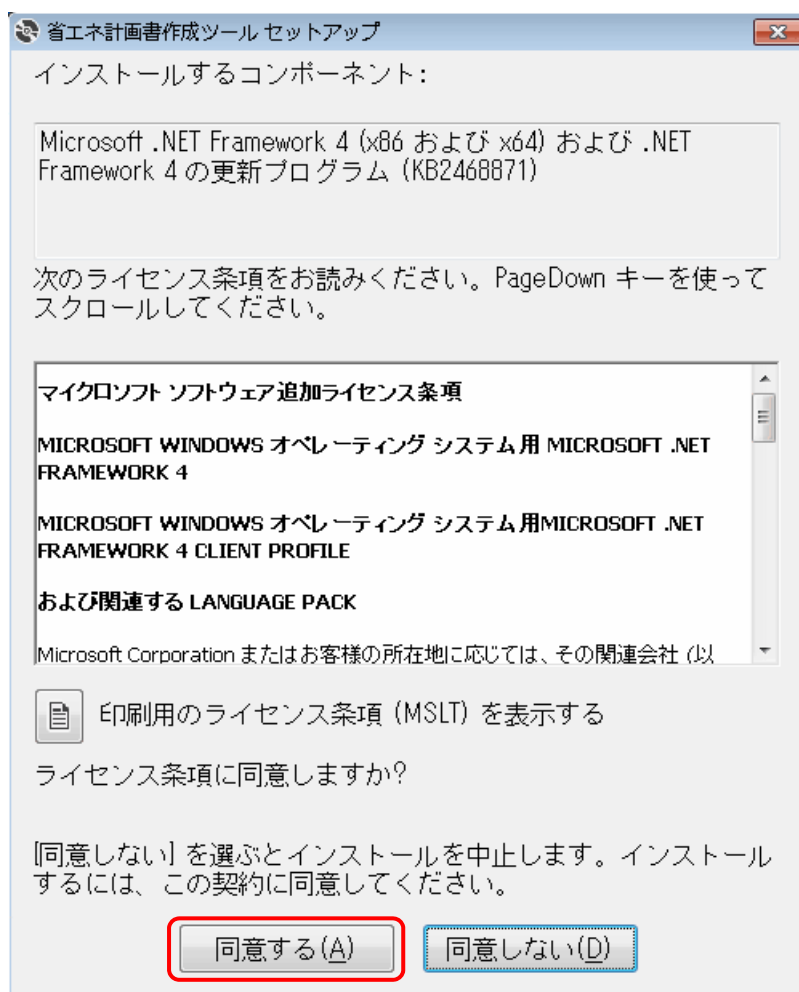 省エネ計画書作成ツール セットアップ
インストールするコンポーネント:
Microsoft .NET Framework 4 (x86 および x64) および .NET
Framework 4 の更新プログラム (KB2468871)
次のライセンス条項をお読みください。PageDown キーを使って
スクロールしてください。
マイクロソフト ソフトウェア追加ライセンス条項
MICROSOFT WINDOWS オペレーティング システム用 MICROSOFT .NET
FRAMEWORK 4
MICROSOFT WINDOWS オペレーティング システム用MICROSOFT .NET
FRAMEWORK 4 CLIENT PROFILE
および関連する LANGUAGE PACK
Microsoft Corporation またはお客様の所在地に応じては、その関連会社 (以
印刷用のライセンス条項 (MSLT) を表示する
ライセンス条項に同意しますか?
[同意しない] を選ぶとインストールを中止します。インストール
するには、この契約に同意してください。
同意する(A)
同意しない(D)